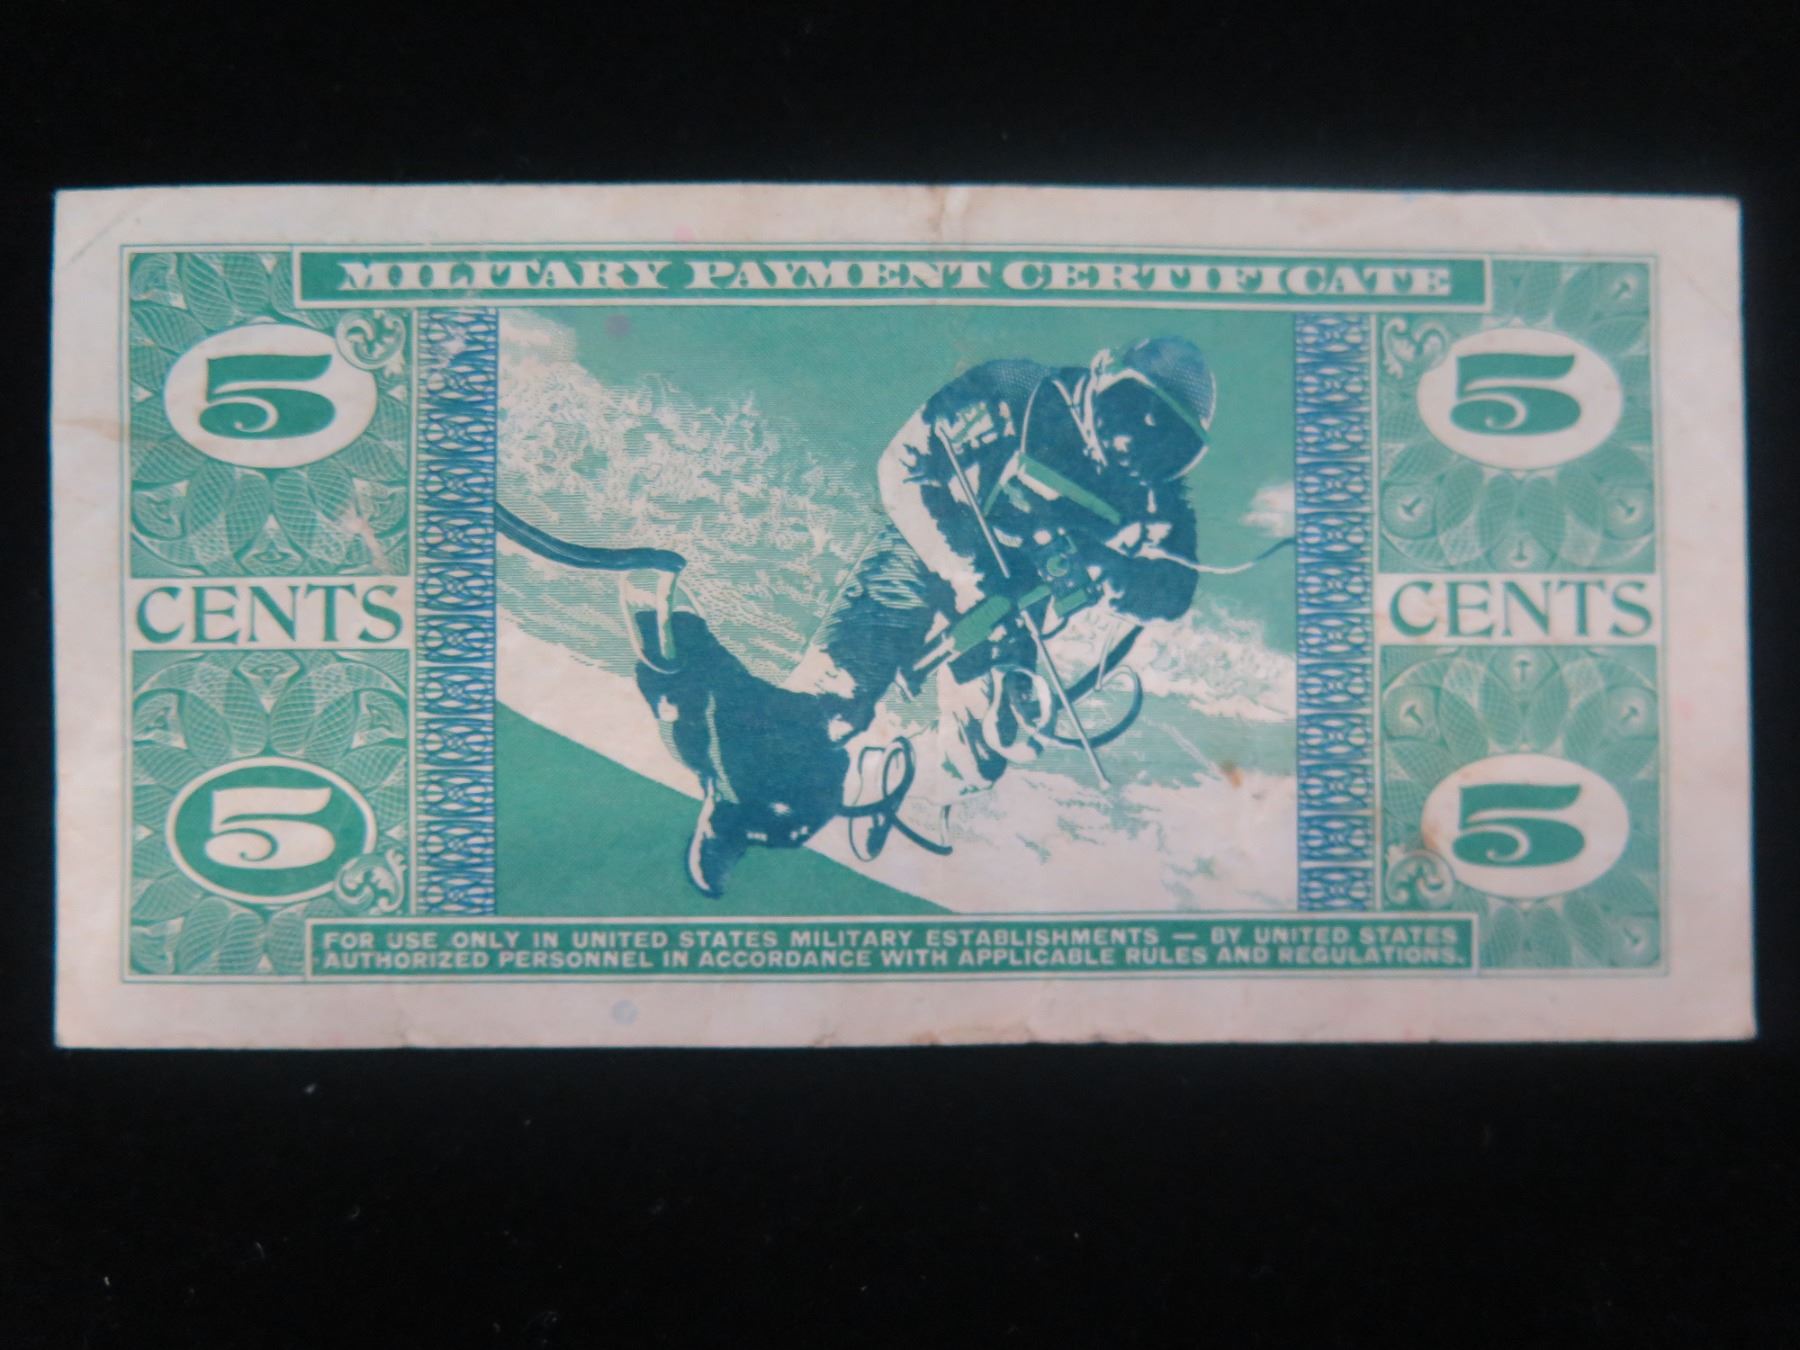 MILITARY PAYMENT CERTIFICATE
5
5
CENTS
CENTS
5
5
FOR USE ONLY IN UNITED STATES MILITARY ESTABLISHMENTS — BY UNITED STATES
AUTHORIZED PERSONNEL IN ACCORDANCE WITH APPLICABLE RULES AND REGULATIONS.